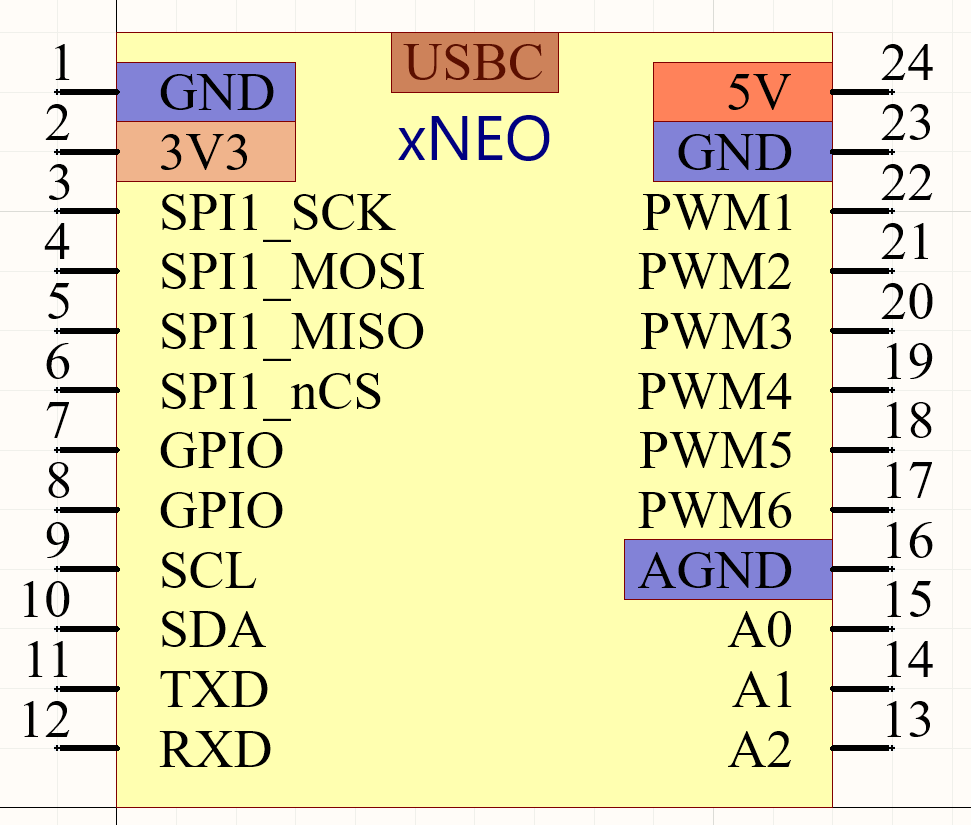 USBC
xNEO
1 GND 5V 24
2 3V3 GND 23
3 SPI1_SCK PWM1 22
4 SPI1_MOSI PWM2 21
5 SPI1_MISO PWM3 20
6 SPI1_nCS PWM4 19
7 GPIO PWM5 18
8 GPIO PWM6 17
9 SCL AGND 16
10 SDA A0 15
11 TXD A1 14
12 RXD A2 13